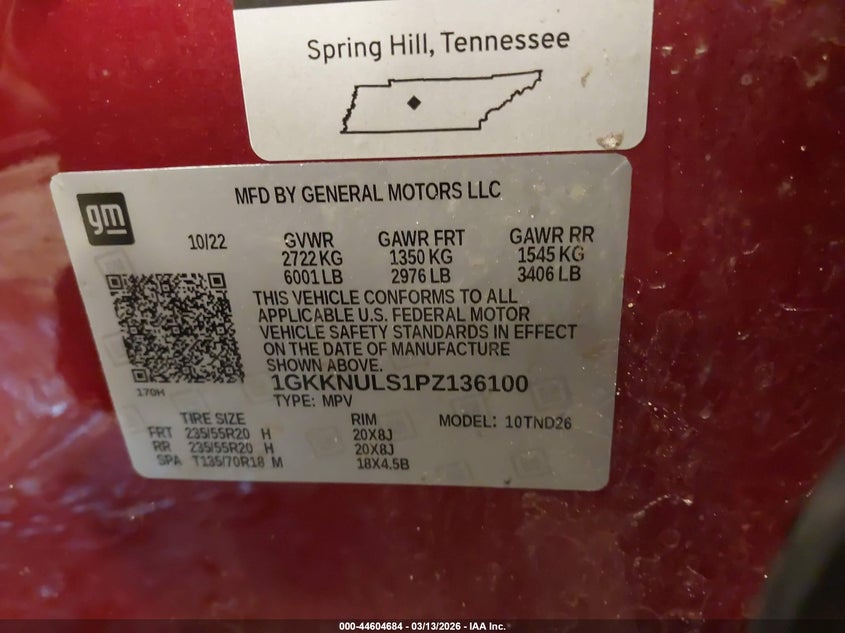 Spring Hill, Tennessee
gm
MFD BY GENERAL MOTORS LLC
10/22 GVWR GAWR FRT GAWR RR
2722 KG 1350 KG 1545 KG
6001 LB 2976 LB 3406 LB
THIS VEHICLE CONFORMS TO ALL
APPLICABLE U.S. FEDERAL MOTOR
VEHICLE SAFETY STANDARDS IN EFFECT
ON THE DATE OF MANUFACTURE
SHOWN ABOVE.
1GKKNULS1PZ136100
170H
TYPE: MPV
TIRE SIZE RIM MODEL: 10TND26
FRT 235/55R20 H 20X8J
RR 235/55R20 H 20X8J
SPA T135/70R18 M 18X4.5B
000-44604684 - 03/13/2026 - IAA Inc.